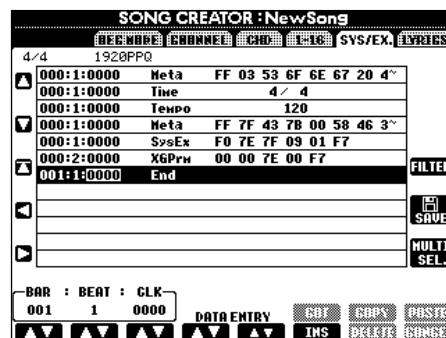 SONG CREATOR : NewSong
REC MODE CHANNEL CHD 1-16 SYS/EX. LYRICS
4/4 1920PPQ
000:1:0000 Meta FF 03 53 6F 6E 67 20 4~
000:1:0000 Time 4/ 4
000:1:0000 Tempo 120
000:1:0000 Meta FF 7F 43 7B 00 58 46 3~
000:1:0000 SysEx F0 7E 7F 09 01 F7
000:2:0000 XGPrm 00 00 7E 00 F7
001:1:0000 End
FILTE
SAVE
MULTI
SEL.
BAR : BEAT : CLK
001 1 0000
DATA ENTRY
CUT COPY PASTE
INS DELETE CANCEL